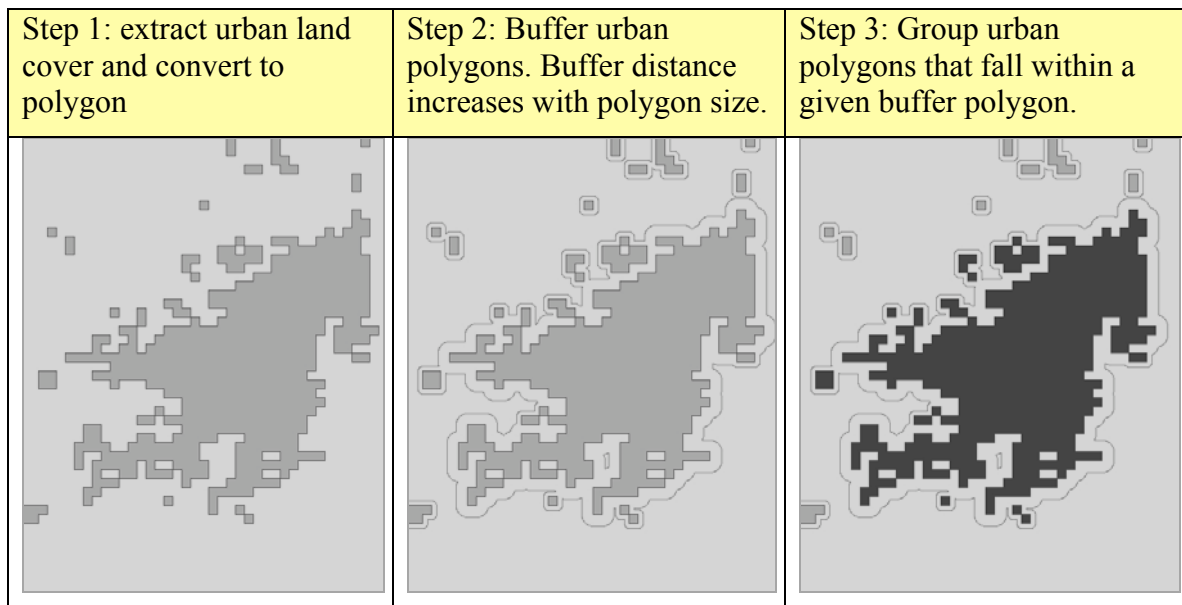 Step 1: extract urban land
cover and convert to
polygon
Step 2: Buffer urban
polygons. Buffer distance
increases with polygon size.
Step 3: Group urban
polygons that fall within a
given buffer polygon.